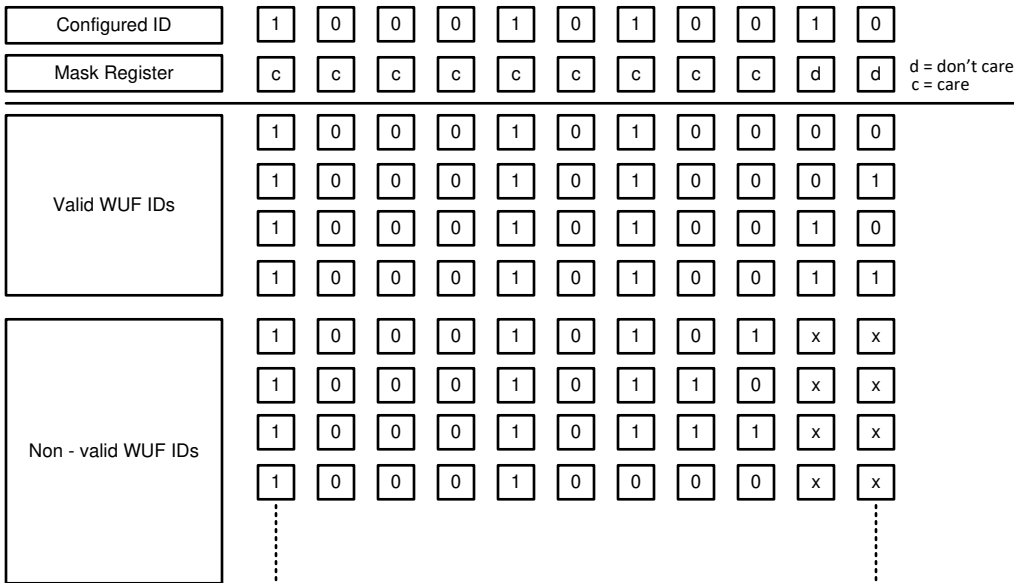 Configured ID 1 0 0 0 1 0 1 0 0 1 0
Mask Register c c c c c c c c c d d d = don't care
c = care
1 0 0 0 1 0 1 0 0 0 0
1 0 0 0 1 0 1 0 0 0 1
Valid WUF IDs
1 0 0 0 1 0 1 0 0 1 0
1 0 0 0 1 0 1 0 0 1 1
1 0 0 0 1 0 1 0 1 x x
1 0 0 0 1 0 1 1 0 x x
1 0 0 0 1 0 1 1 1 x x
Non - valid WUF IDs
1 0 0 0 1 0 0 0 0 x x